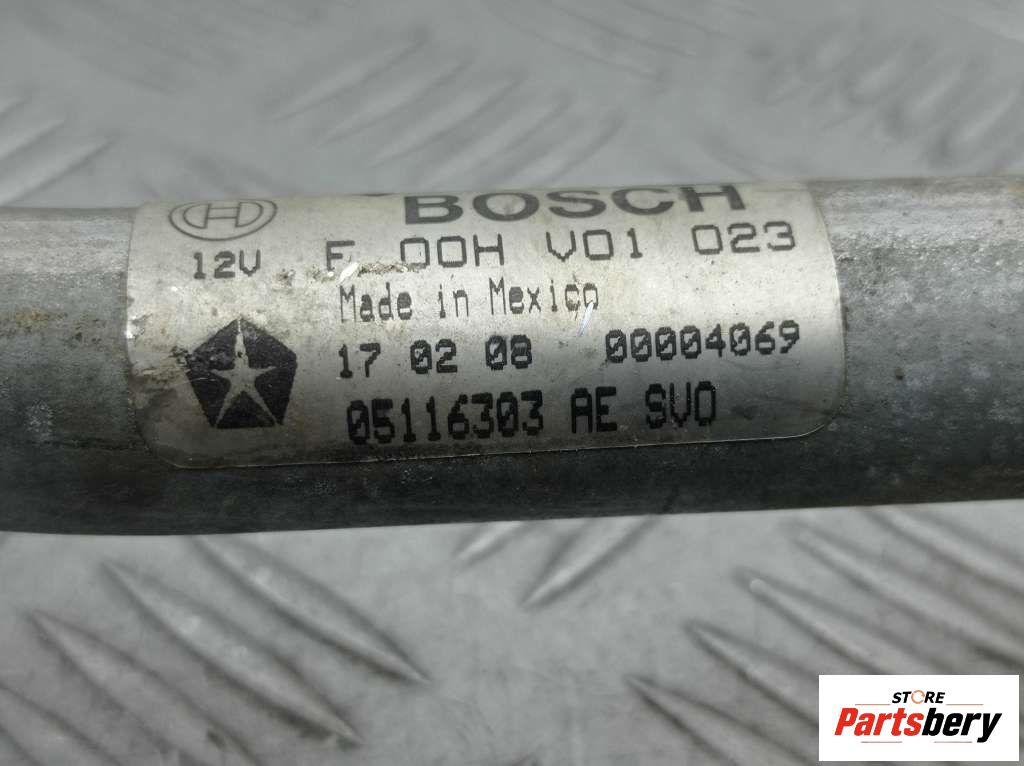 BOSCH
12V F 00H V01 023
Made in Mexico
17 02 08 00004069
05116303 AE SVO
STORE
Partsbery